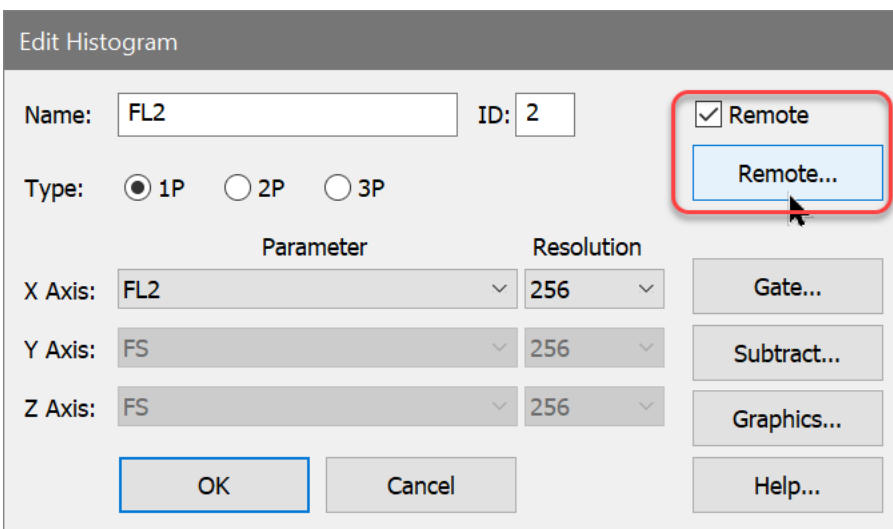 Edit Histogram
Name: FL2 ID: 2 Remote
Remote...
Type: 1P 2P 3P
Parameter Resolution
X Axis: FL2 256 Gate...
Y Axis: FS 256 Subtract...
Z Axis: FS 256 Graphics...
OK Cancel Help...